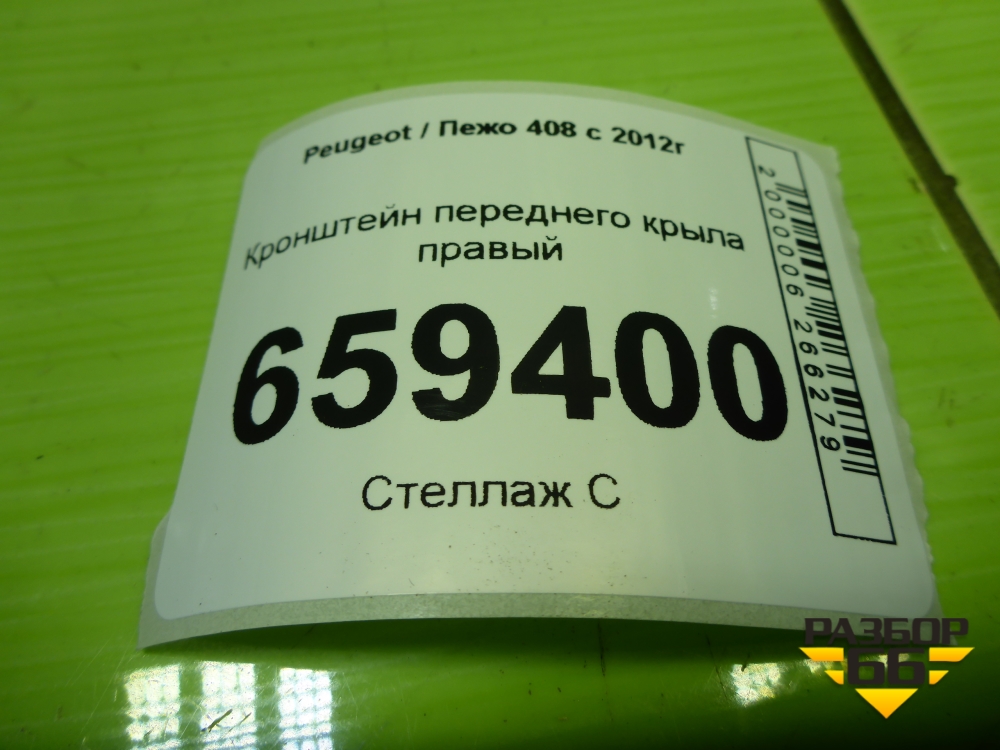 Peugeot / Пежо 408 с 2012г
Кронштейн переднего крыла
правый
659400
Стеллаж С
2000006266279
РАЗБОР
66